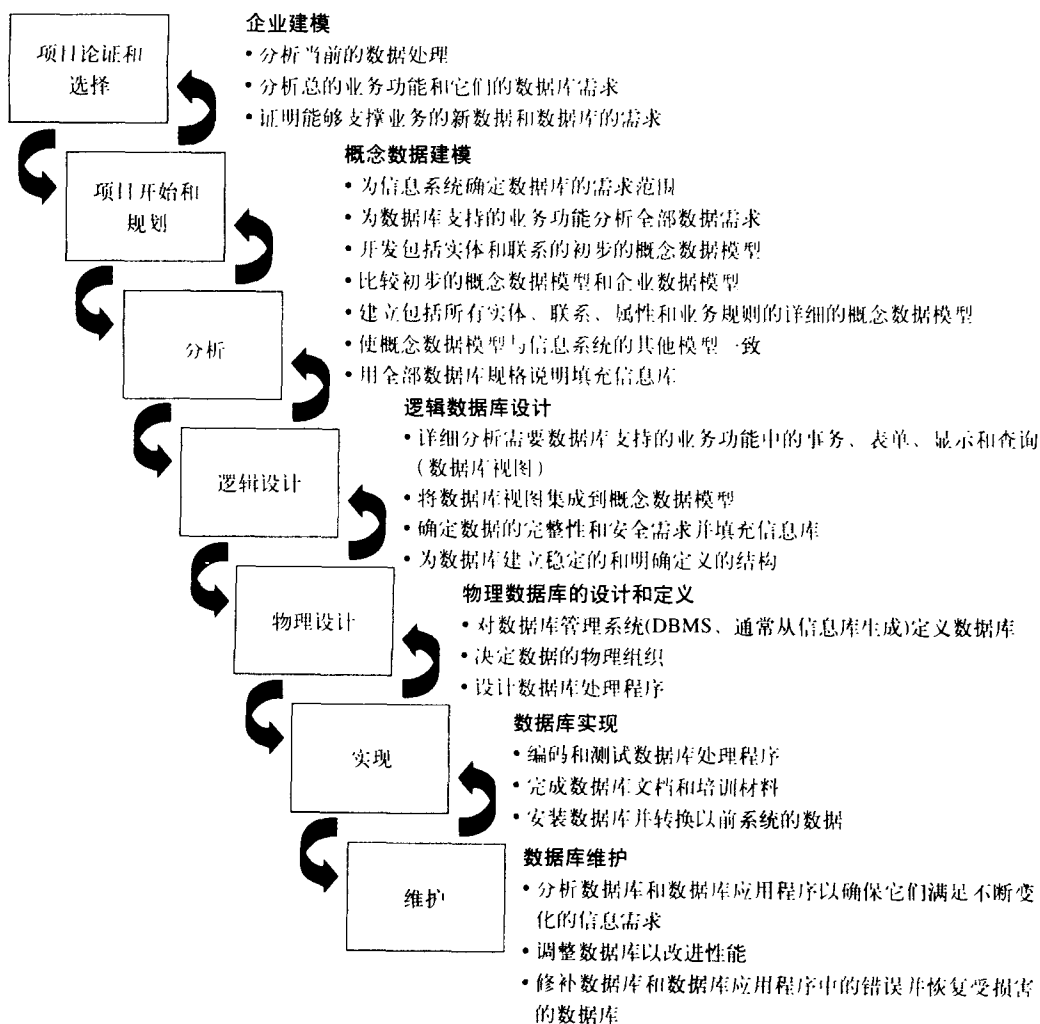 企业建模
项目论证和
选择
• 分析当前的数据处理
• 分析总的业务功能和它们的数据库需求
• 证明能够支撑业务的新数据和数据库的需求
概念数据建模
项目开始和
规划
• 为信息系统确定数据库的需求范围
• 为数据库支持的业务功能分析全部数据需求
• 开发包括实体和联系的初步的概念数据模型
• 比较初步的概念数据模型和企业数据模型
• 建立包括所有实体、联系、属性和业务规则的详细的概念数据模型
分析
• 使概念数据模型与信息系统的其他模型一致
• 用全部数据库规格说明填充信息库
逻辑数据库设计
• 详细分析需要数据库支持的业务功能中的事务、表单、显示和查询
（数据库视图）
逻辑设计
• 将数据库视图集成到概念数据模型
• 确定数据的完整性和安全需求并填充信息库
• 为数据库建立稳定的和明确定义的结构
物理数据库的设计和定义
物理设计
• 对数据库管理系统(DBMS、通常从信息库生成)定义数据库
• 决定数据的物理组织
• 设计数据库处理程序
数据库实现
实现
• 编码和测试数据库处理程序
• 完成数据库文档和培训材料
• 安装数据库并转换以前系统的数据
数据库维护
维护
• 分析数据库和数据库应用程序以确保它们满足不断变
化的信息需求
• 调整数据库以改进性能
• 修补数据库和数据库应用程序中的错误并恢复受损害
的数据库